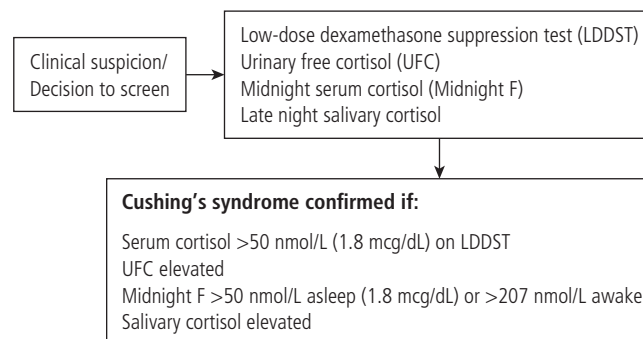 Clinical suspicion/
Decision to screen
Low-dose dexamethasone suppression test (LDDST)
Urinary free cortisol (UFC)
Midnight serum cortisol (Midnight F)
Late night salivary cortisol
Cushing’s syndrome confirmed if:
Serum cortisol >50 nmol/L (1.8 mcg/dL) on LDDST
UFC elevated
Midnight F >50 nmol/L asleep (1.8 mcg/dL) or >207 nmol/L awake
Salivary cortisol elevated